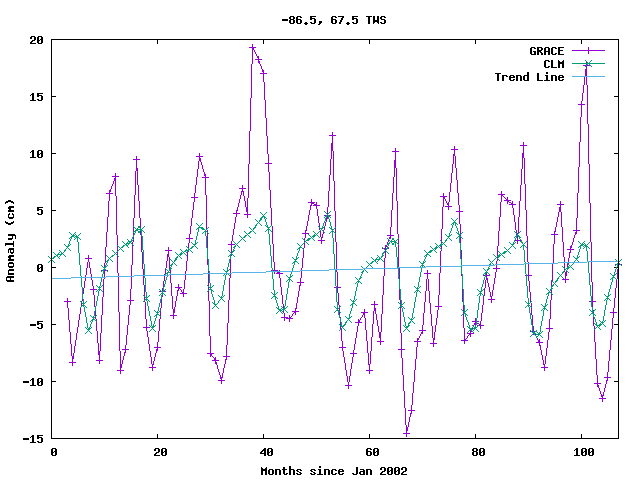 -86.5, 67.5 TWS
20
GRACE
CLM
Trend Line
15
10
5
0
-5
-10
-15
Anomaly (cm)
0 20 40 60 80 100
Months since Jan 2002